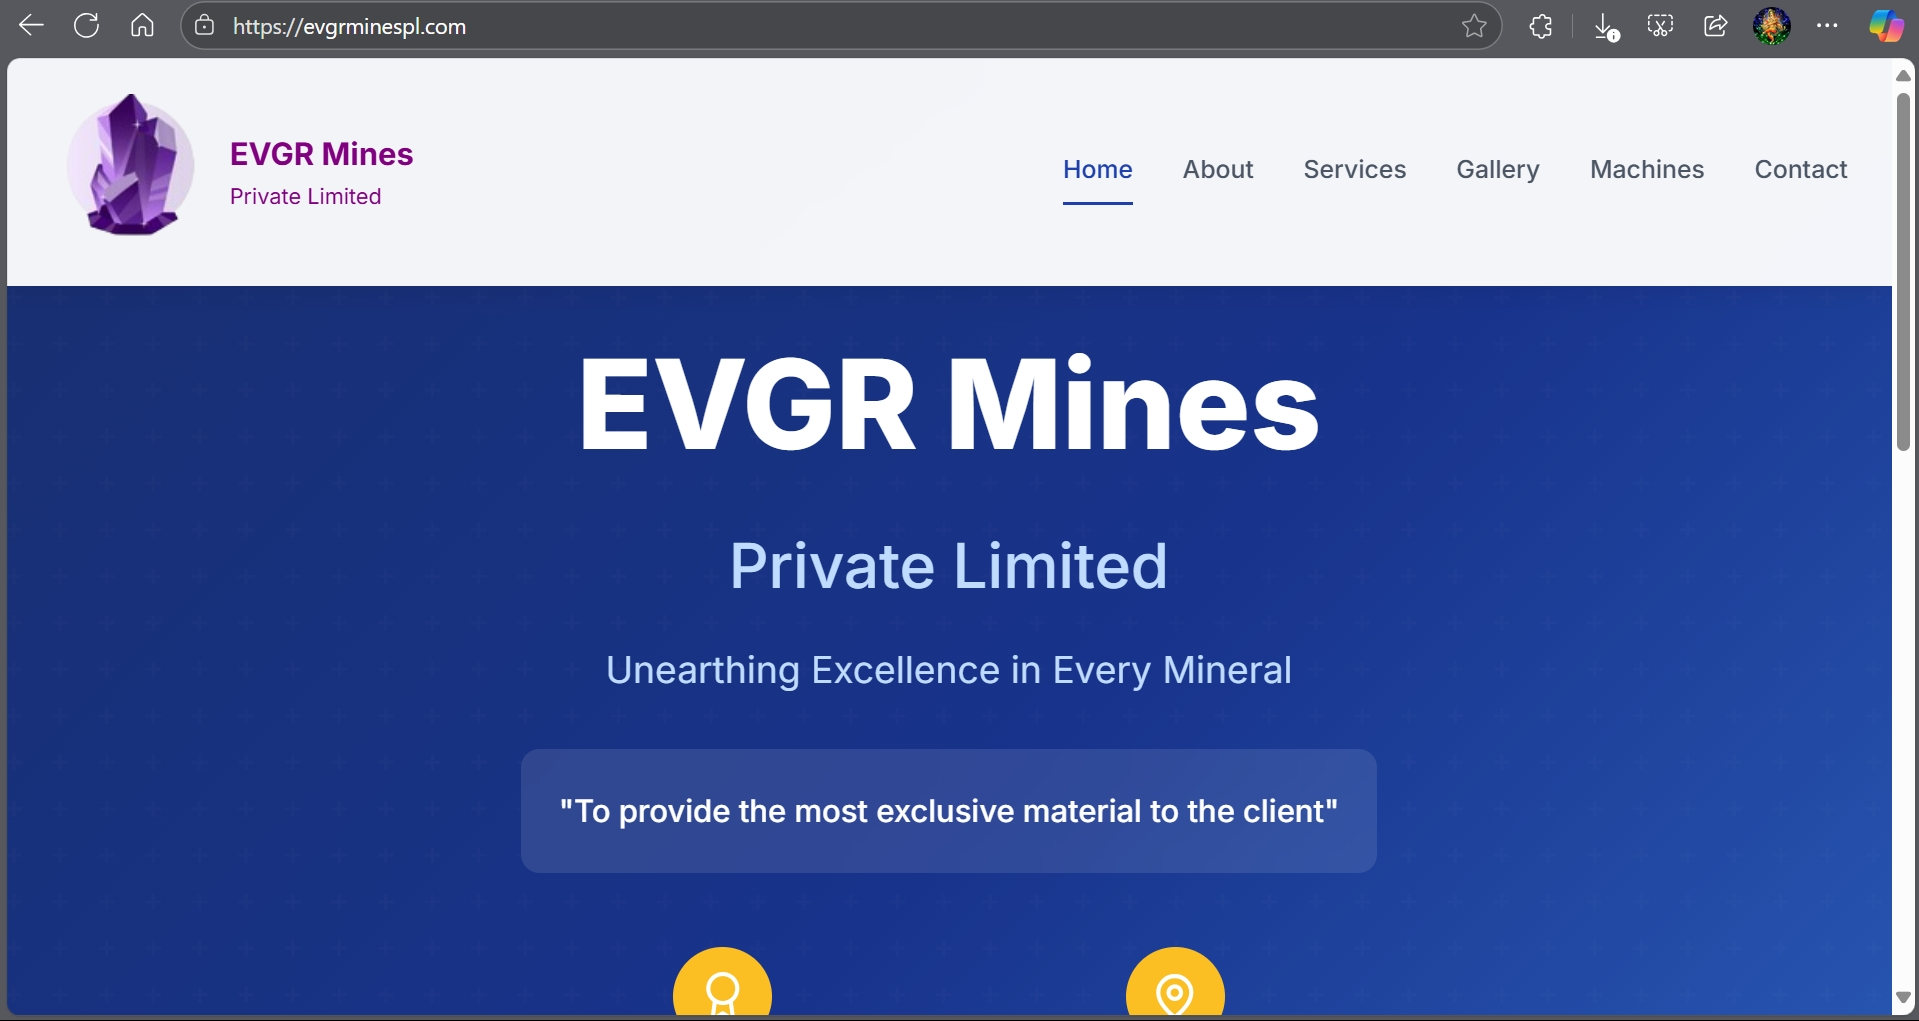 https://evgrminespl.com
EVGR Mines
Private Limited
Home About Services Gallery Machines Contact
EVGR Mines
Private Limited
Unearthing Excellence in Every Mineral
"To provide the most exclusive material to the client"